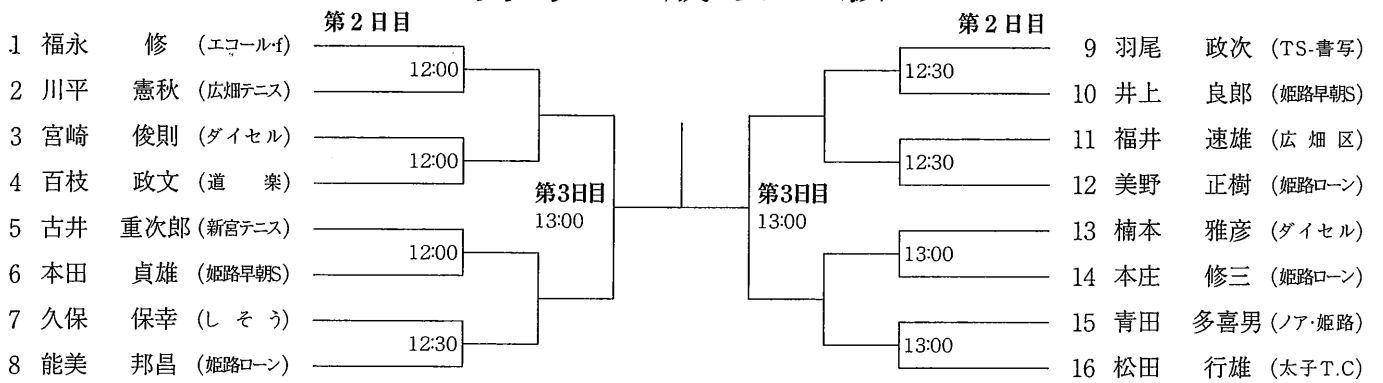 第2日目
1 福永 修 (エコール・f)
2 川平 憲秋 (広畑テニス)
12:00
3 宮崎 俊則 (ダイセル)
4 百枝 政文 (道 楽)
12:00
5 古井 重次郎 (新宮テニス)
6 本田 貞雄 (姫路早朝S)
12:00
7 久保 保幸 (しそう)
8 能美 邦昌 (姫路ローン)
12:30
第3日目
13:00
第3日目
13:00
第2日目
9 羽尾 政次 (TS-書写)
10 井上 良郎 (姫路早朝S)
12:30
11 福井 速雄 (広畑区)
12 美野 正樹 (姫路ローン)
12:30
13 楠本 雅彦 (ダイセル)
14 本庄 修三 (姫路ローン)
13:00
15 青田 多喜男 (ノア・姫路)
16 松田 行雄 (太子T.C)
13:00